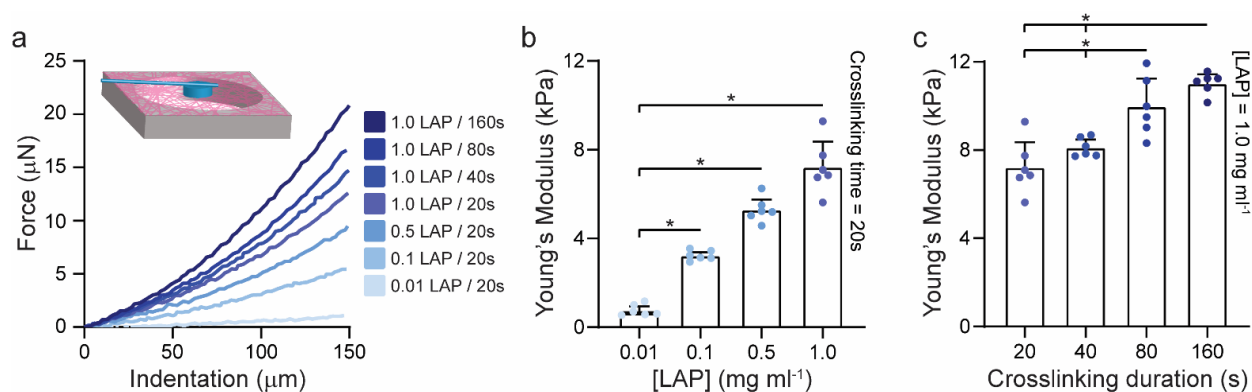 a
25
20
15
10
5
0
Force (μN)
0
50
100
150
Indentation (μm)
1.0 LAP / 160s
1.0 LAP / 80s
1.0 LAP / 40s
1.0 LAP / 20s
0.5 LAP / 20s
0.1 LAP / 20s
0.01 LAP / 20s
b
12
8
4
0
Young's Modulus (kPa)
*
*
*
0.01
0.1
0.5
1.0
[LAP] (mg ml⁻¹)
Crosslinking time = 20s
c
12
8
4
0
Young's Modulus (kPa)
*
*
20
40
80
160
Crosslinking duration (s)
[LAP] = 1.0 mg ml⁻¹